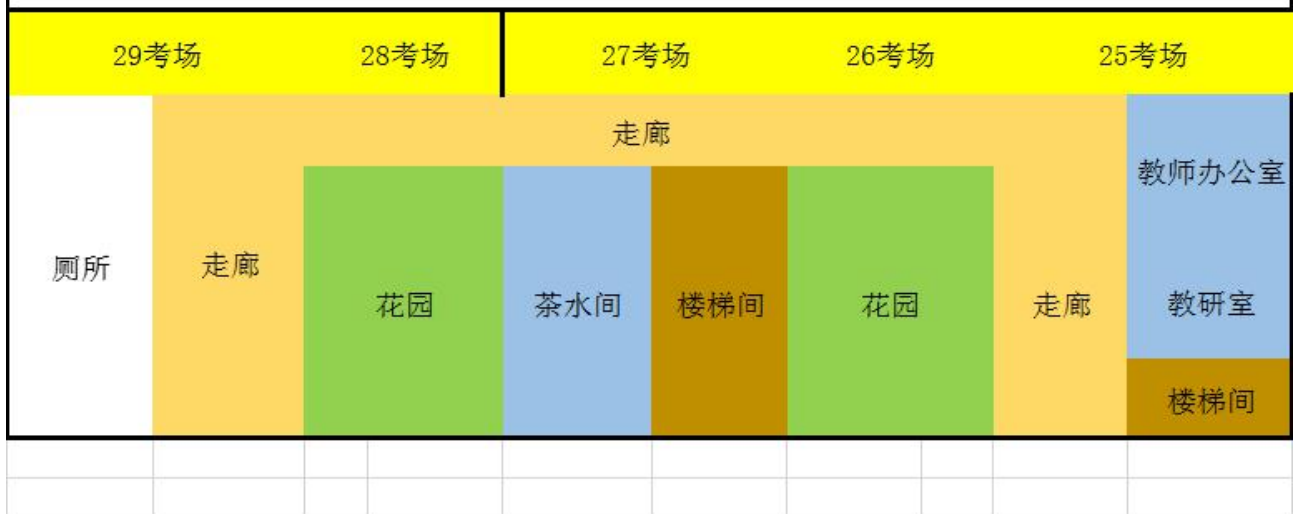 29考场 28考场 27考场 26考场 25考场
走廊
教师办公室
厕所 走廊
花园 茶水间 楼梯间 花园 走廊 教研室
楼梯间